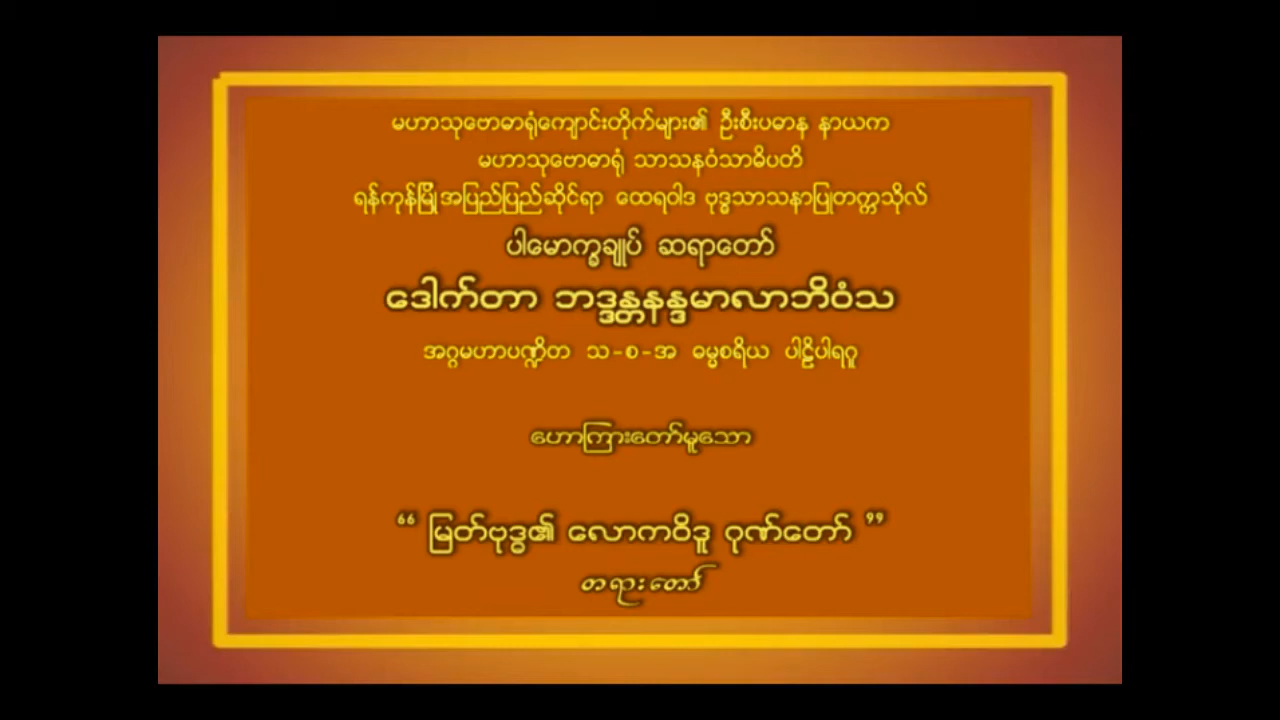 မဟာသုဗောဓာရုံကျောင်းတိုက်များ၏ ဦးစီးပဓာန နာယက
မဟာသုဗောဓာရုံ သာသနဝံသာဓိပတိ
ရန်ကုန်မြို့အပြည်ပြည်ဆိုင်ရာ ထေရဝါဒ ဗုဒ္ဓသာသနာပြုတက္ကသိုလ်
ပါမောက္ခချုပ် ဆရာတော်
ဒေါက်တာ ဘဒ္ဒန္တနန္ဒမာလာဘိဝံသ
အဂ္ဂမဟာပဏ္ဍိတ သ-စ-အ ဓမ္မစရိယ ပါဠိပါရဂူ
ဟောကြားတော်မူသော
“ မြတ်ဗုဒ္ဓ၏ လောကဝိဒူ ဂုဏ်တော် ”
တရားတော်